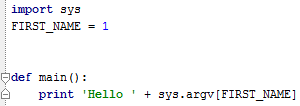 import sys
FIRST_NAME = 1
def main():
    print 'Hello ' + sys.argv[FIRST_NAME]